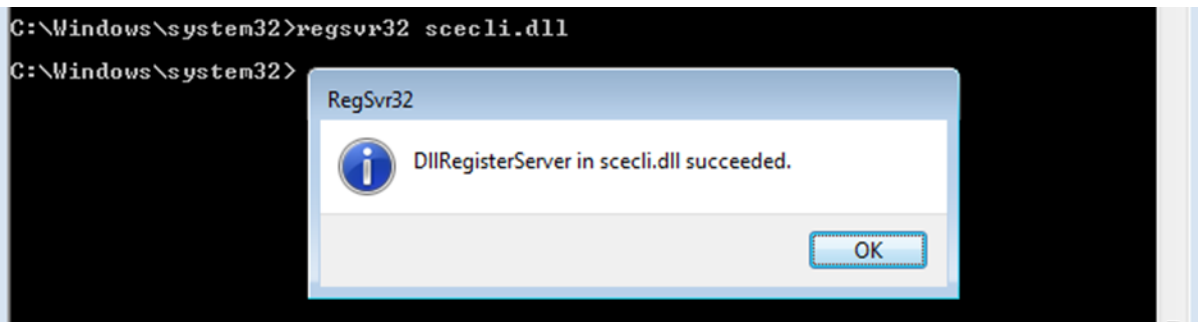 C:\Windows\system32>regsvr32 scecli.dll
C:\Windows\system32>
RegSvr32
DllRegisterServer in scecli.dll succeeded.
OK